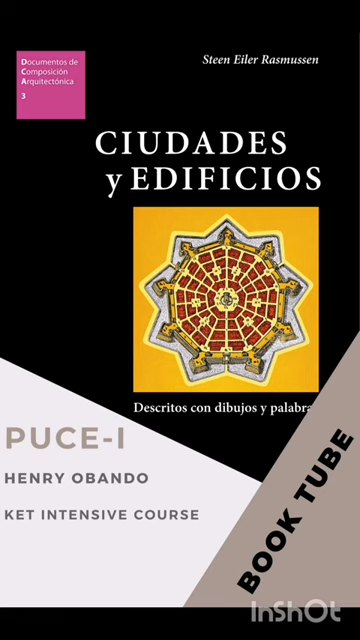 Documentos de
Composición
Arquitectónica
3
Steen Eiler Rasmussen
CIUDADES
y EDIFICIOS
Descritos con dibujos y palabra
PUCE-I
HENRY OBANDO
KET INTENSIVE COURSE
BOOK TUBE
InShOt